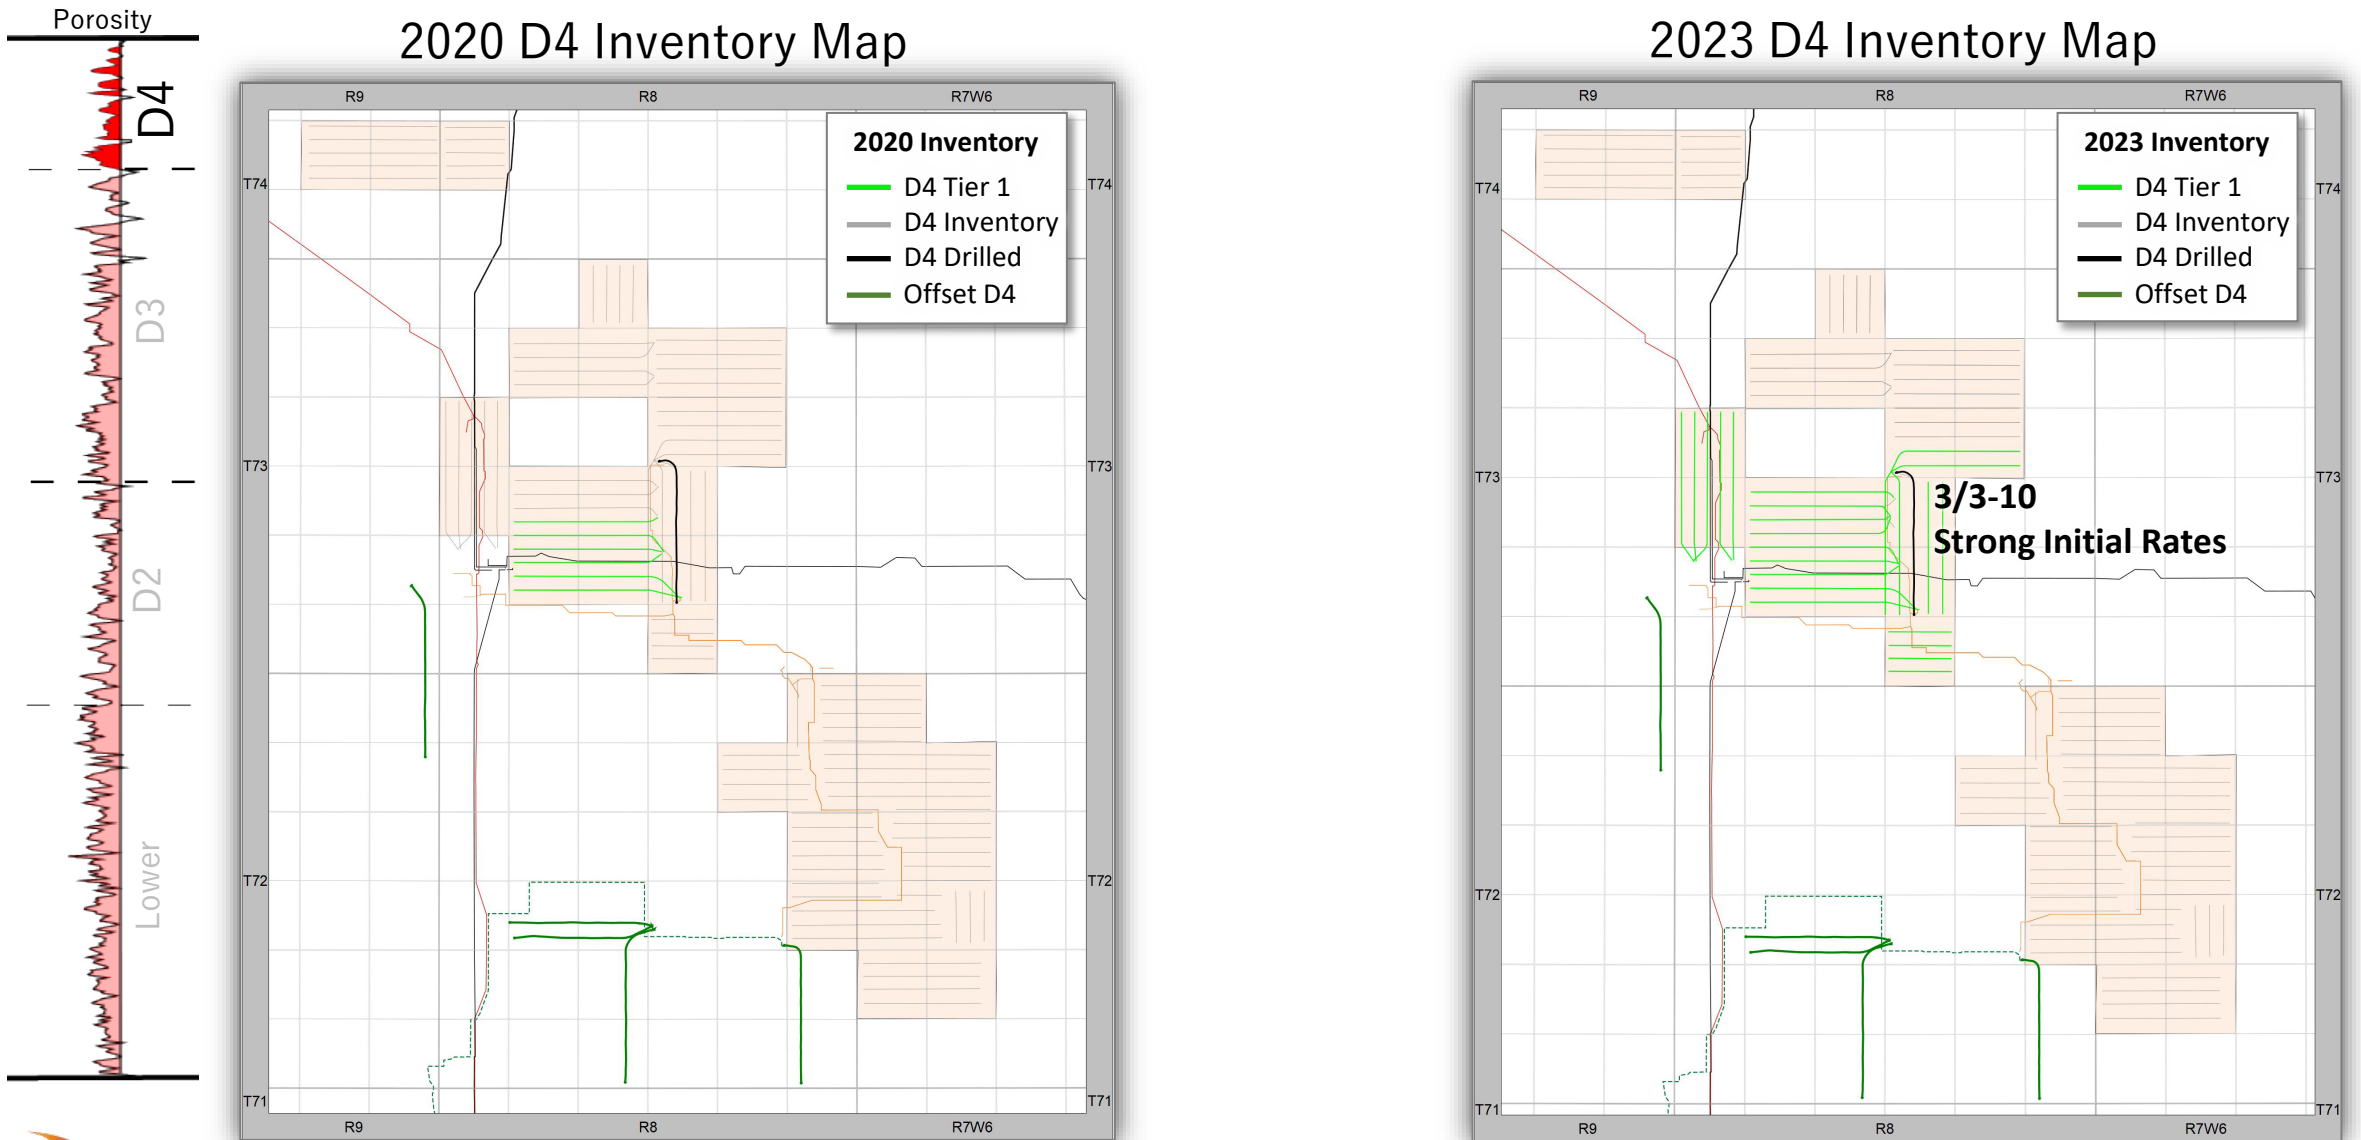 Porosity
D4
D3
D2
Lower
2020 D4 Inventory Map
R9
R8
R7W6
T74
T74
2020 Inventory
D4 Tier 1
D4 Inventory
D4 Drilled
Offset D4
T73
T73
T72
T72
T71
T71
R9
R8
R7W6
2023 D4 Inventory Map
R9
R8
R7W6
T74
T74
2023 Inventory
D4 Tier 1
D4 Inventory
D4 Drilled
Offset D4
T73
T73
3/3-10
Strong Initial Rates
T72
T72
T71
T71
R9
R8
R7W6